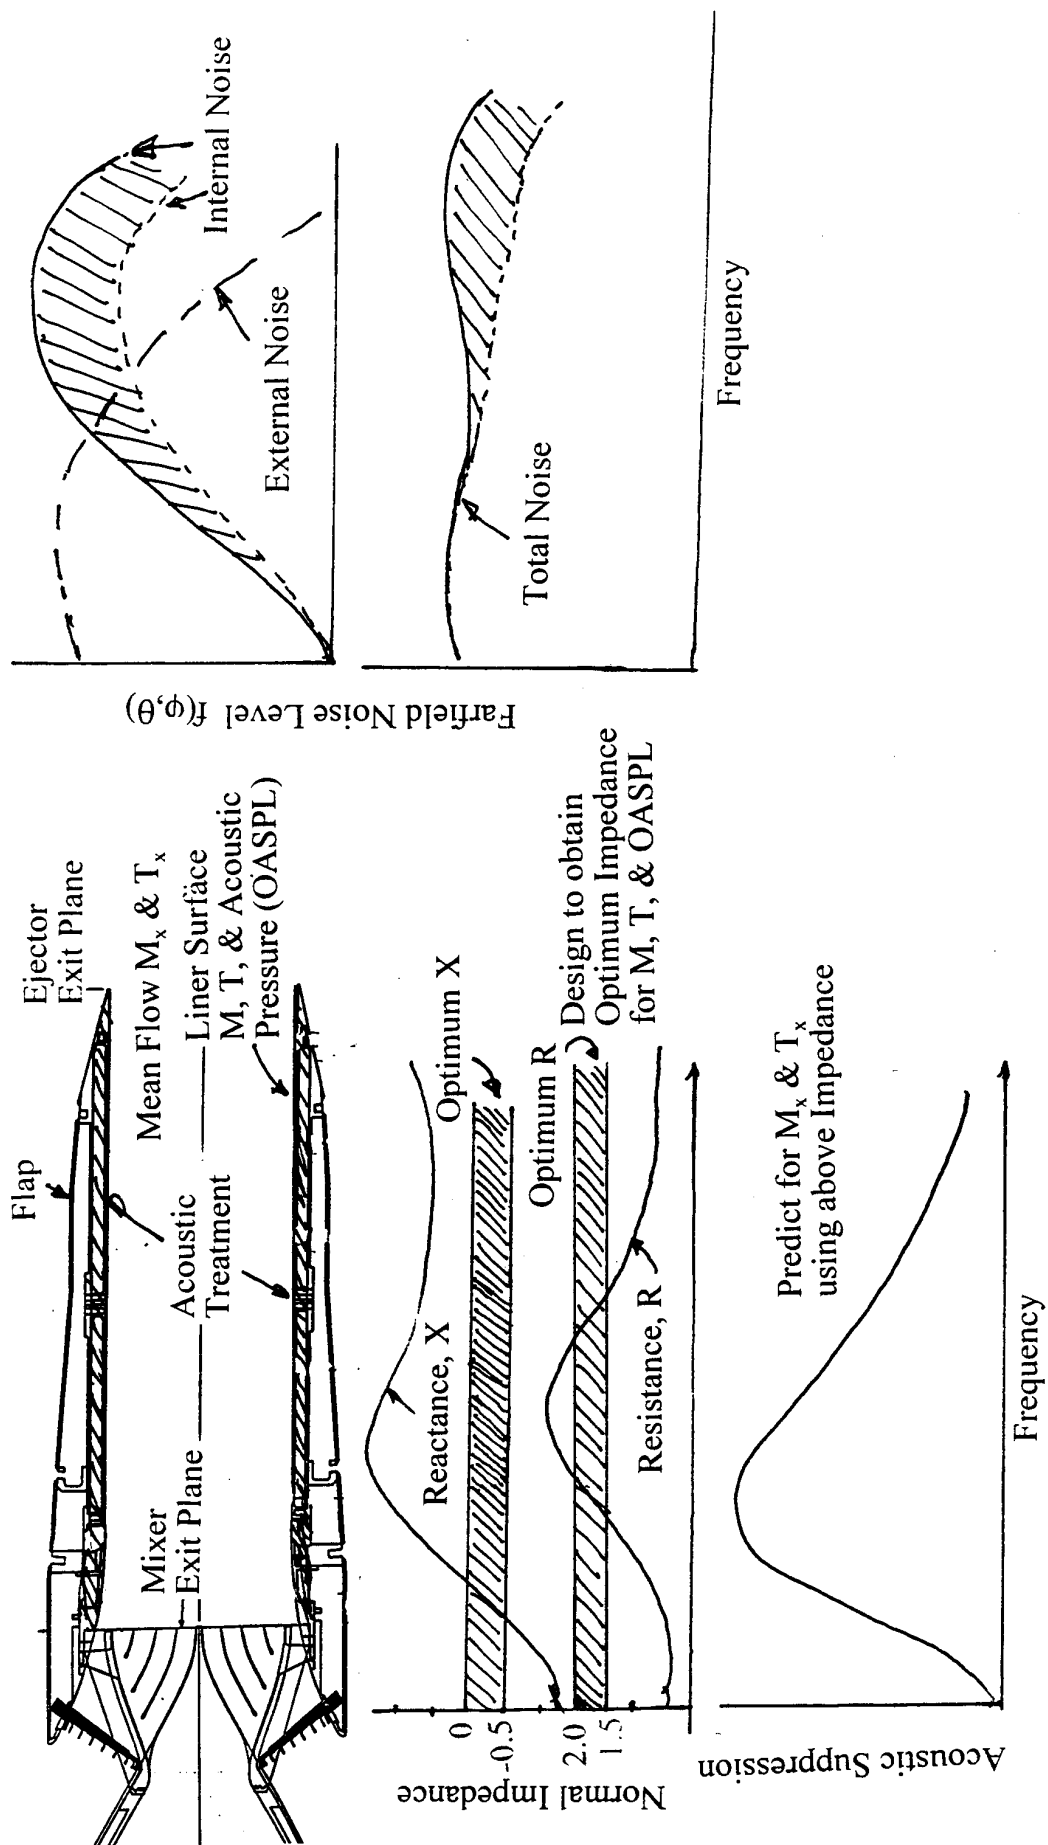 Flap
Ejector
Exit Plane
Mixer
Exit Plane
Acoustic
Treatment
Mean Flow Mx & Tx
Liner Surface
M, T, & Acoustic
Pressure (OASPL)
Normal Impedance
0
-0.5
2.0
1.5
Reactance, X
Optimum X
Optimum R
Resistance, R
Design to obtain
Optimum Impedance
for M, T, & OASPL
Acoustic Suppression
Predict for Mx & Tx
using above Impedance
Frequency
Farfield Noise Level f(φ,θ)
External Noise
Internal Noise
Total Noise
Frequency